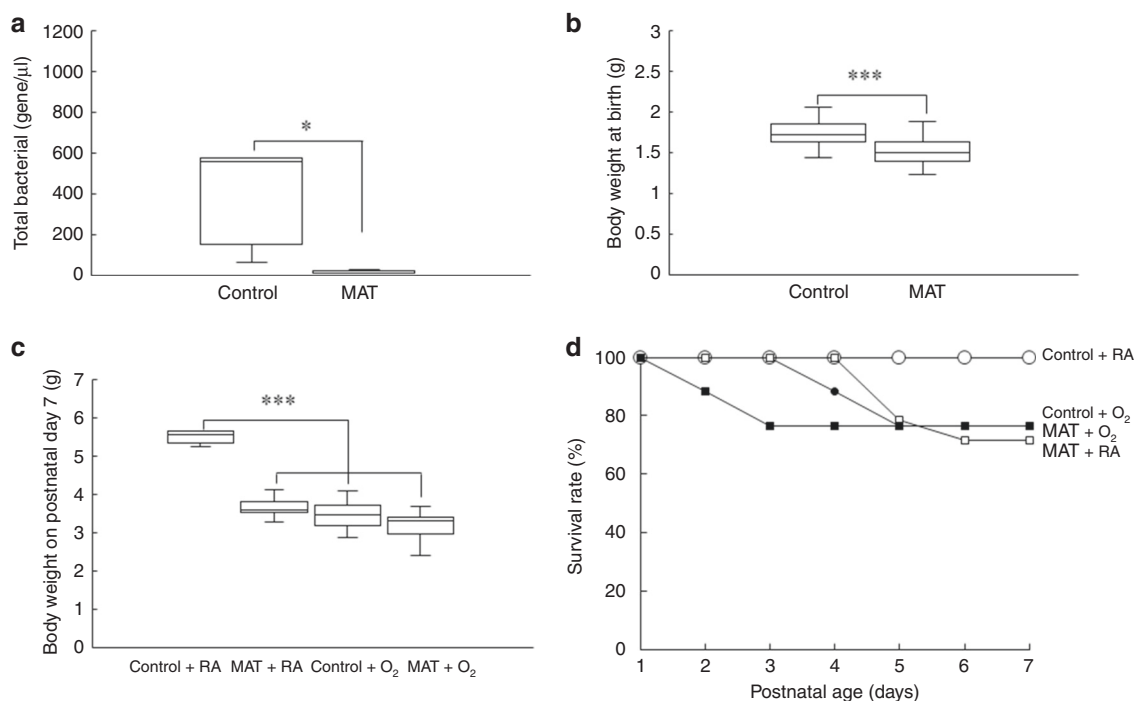 a
Total bacterial (gene/μl)
1200
1000
800
600
400
200
0
*
Control
MAT
b
Body weight at birth (g)
3
2.5
2
1.5
1
0.5
0
***
Control
MAT
c
Body weight on postnatal day 7 (g)
7
6
5
4
3
2
1
0
***
Control + RA MAT + RA Control + O₂ MAT + O₂
d
Survival rate (%)
100
80
60
40
20
0
Control + RA
Control + O₂
MAT + O₂
MAT + RA
1 2 3 4 5 6 7
Postnatal age (days)